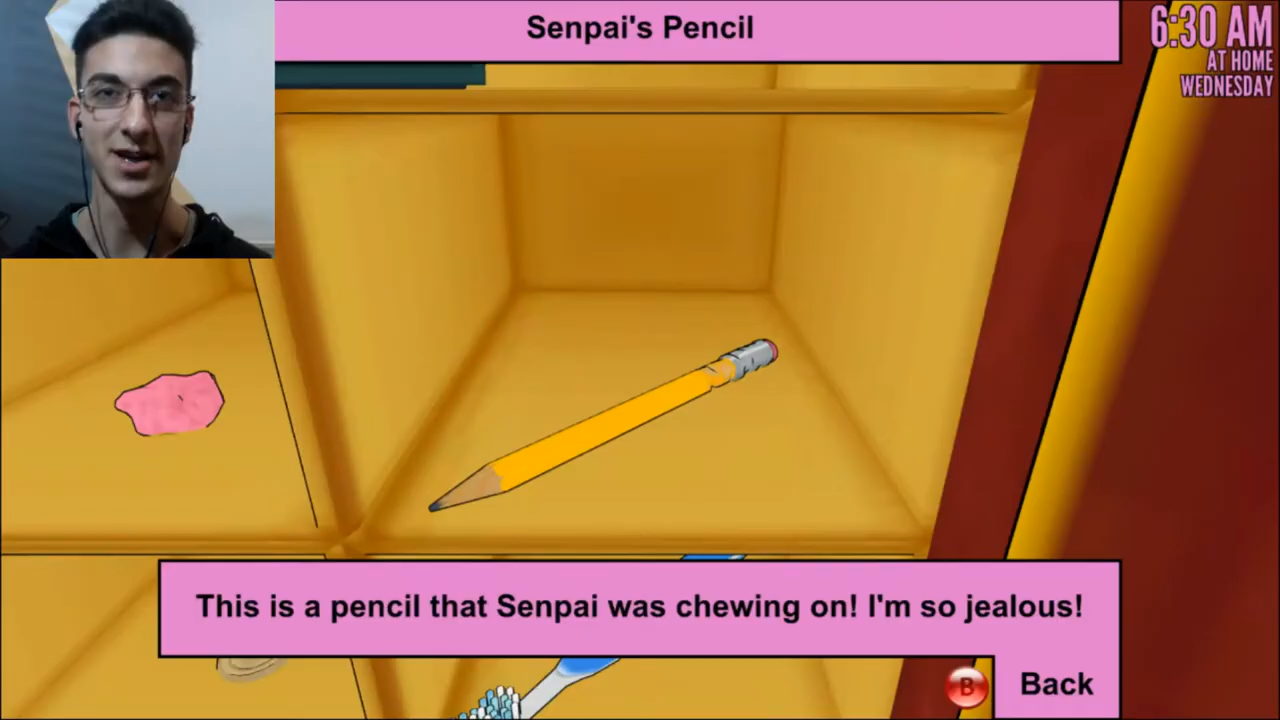 Senpai's Pencil
6:30 AM
AT HOME
WEDNESDAY
This is a pencil that Senpai was chewing on! I'm so jealous!
B Back